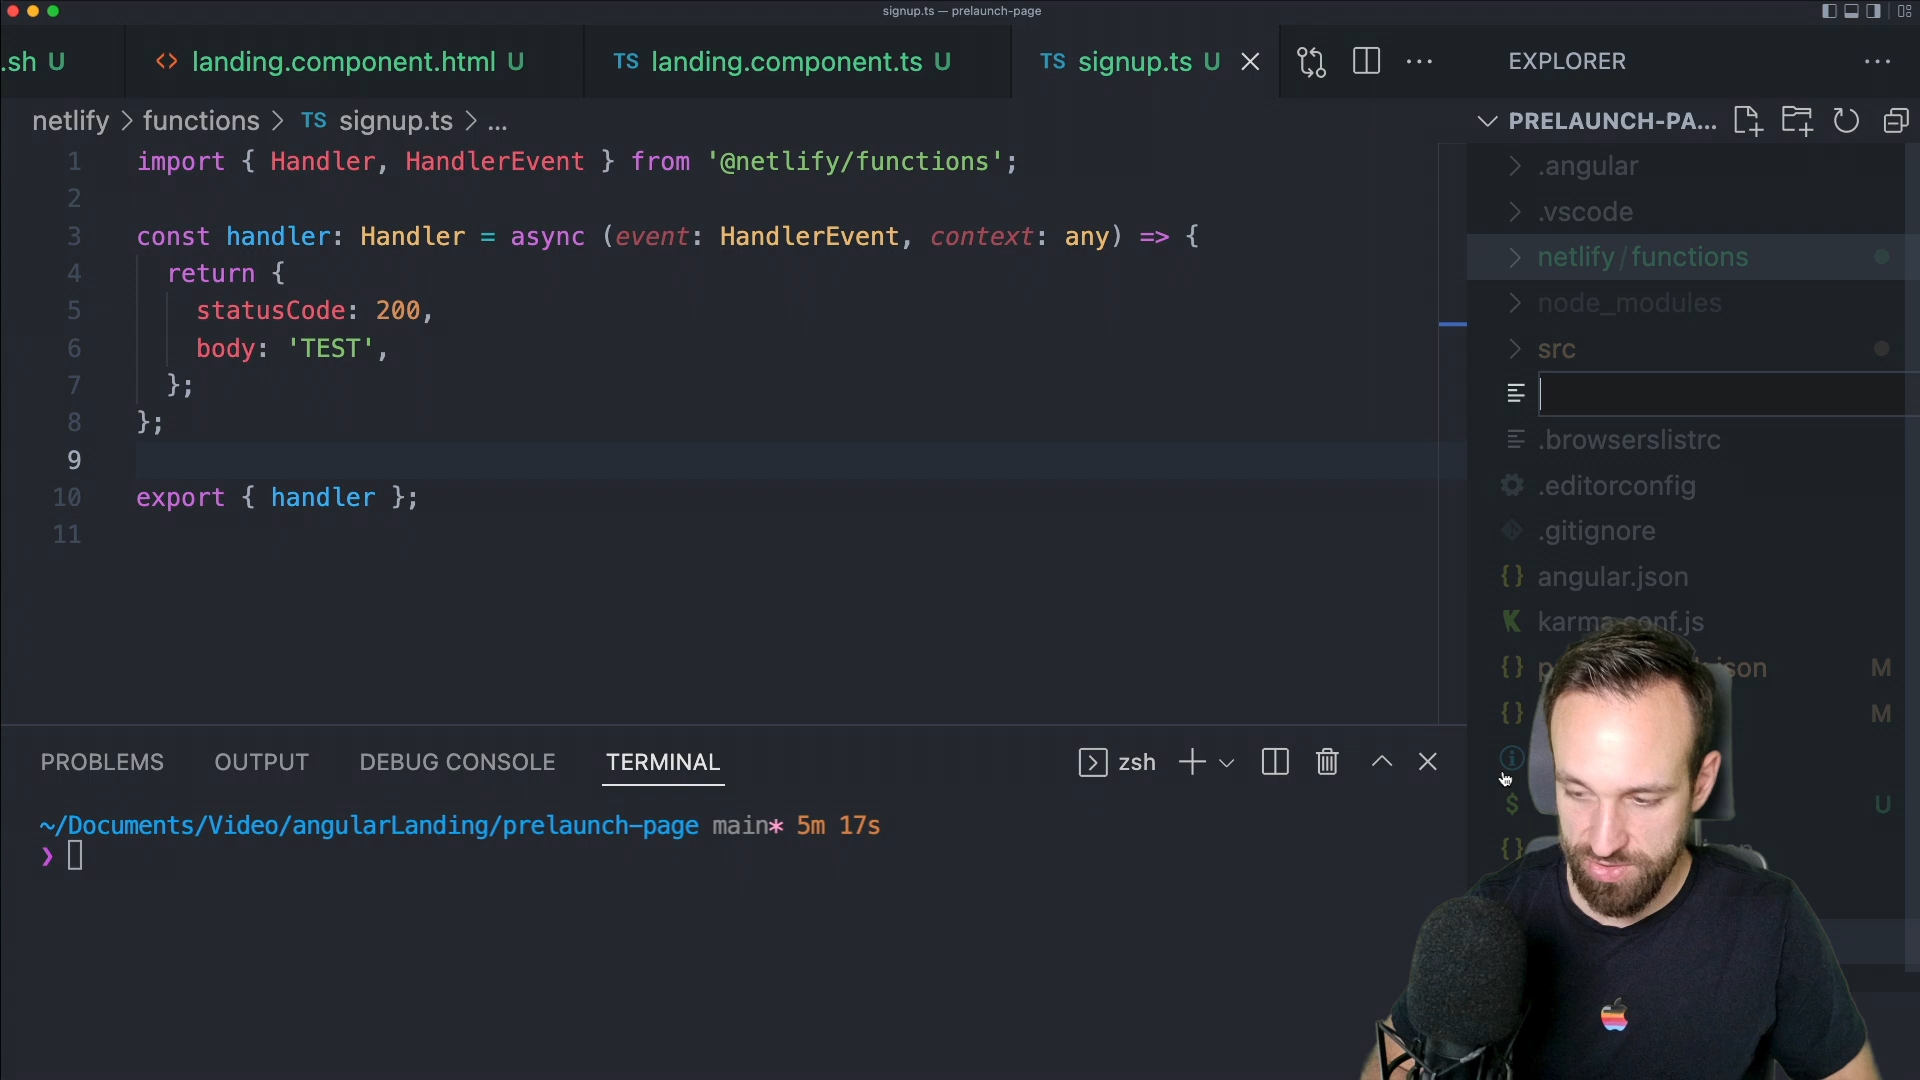 signup.ts — prelaunch-page
.sh U
landing.component.html U
TS landing.component.ts U
TS signup.ts U
EXPLORER
netlify > functions > TS signup.ts > ...
PRELAUNCH-PA...
1 import { Handler, HandlerEvent } from '@netlify/functions';
2
3 const handler: Handler = async (event: HandlerEvent, context: any) => {
4 return {
5 statusCode: 200,
6 body: 'TEST',
7 };
8 };
9
10 export { handler };
11
.angular
.vscode
netlify/functions
node_modules
src
.browserslistrc
.editorconfig
.gitignore
{} angular.json
karma.conf.js
{} M
{} M
$ U
{}
PROBLEMS OUTPUT DEBUG CONSOLE TERMINAL
zsh
~/Documents/Video/angularLanding/prelaunch-page main* 5m 17s
❯